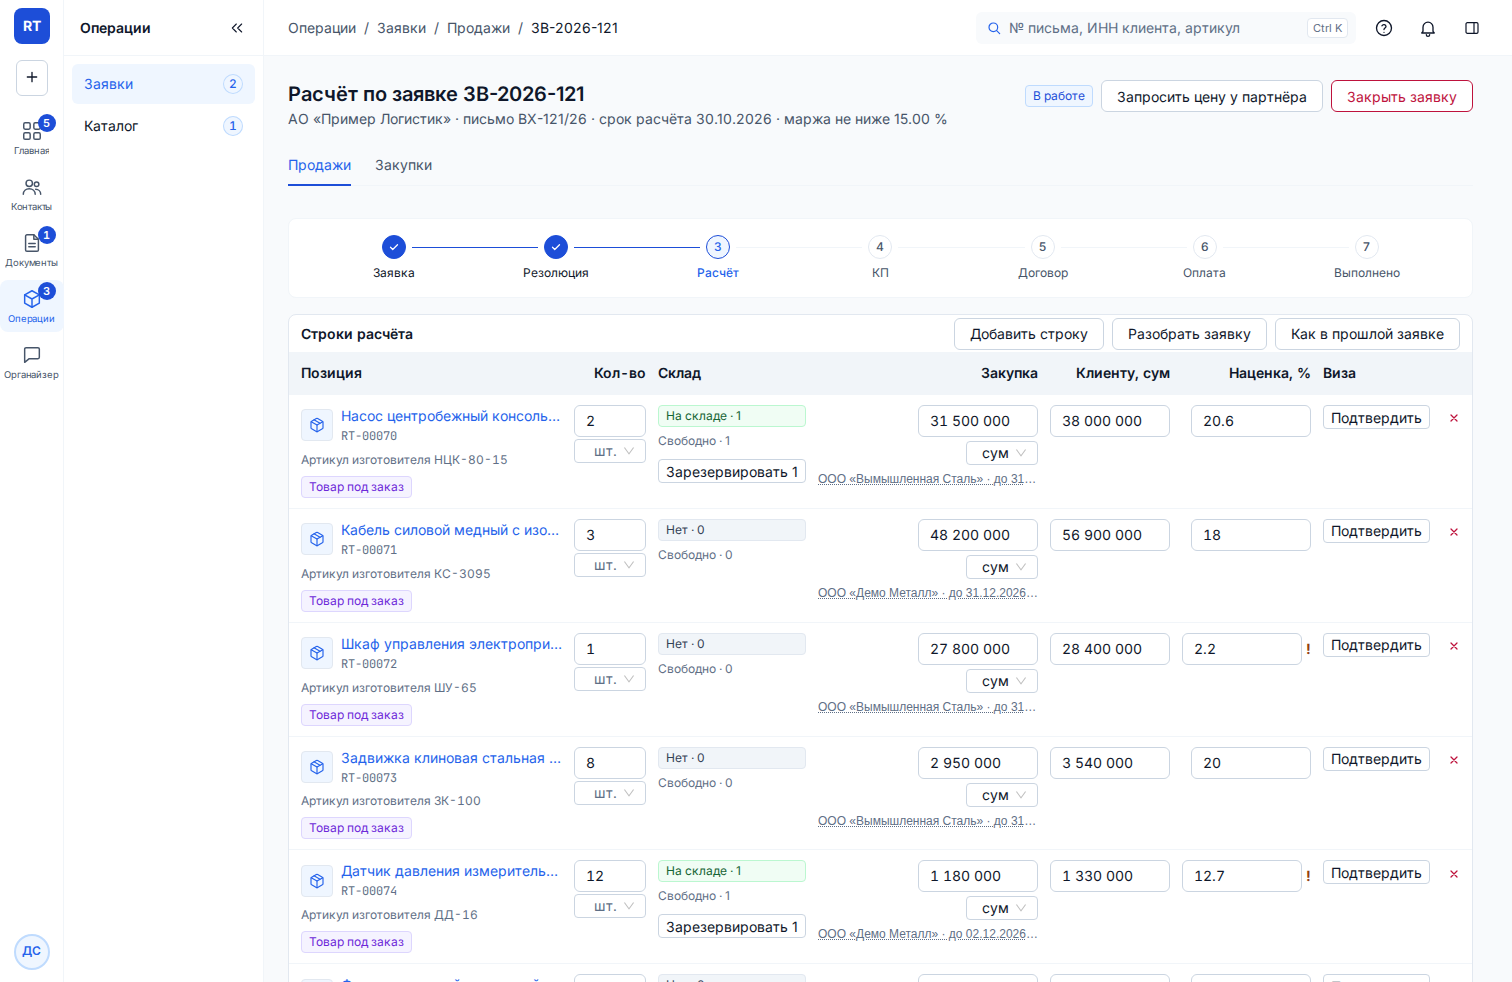 RT
Операции
Операции / Заявки / Продажи / ЗВ-2026-121
№ письма, ИНН клиента, артикул
Ctrl K
+
5
Главная
Контакты
1
Документы
3
Операции
Органайзер
ДС
Заявки
2
Каталог
1
Расчёт по заявке ЗВ-2026-121
АО «Пример Логистик» · письмо ВХ-121/26 · срок расчёта 30.10.2026 · маржа не ниже 15.00 %
В работе
Запросить цену у партнёра
Закрыть заявку
Продажи
Закупки
3 4 5 6 7
Заявка Резолюция Расчёт КП Договор Оплата Выполнено
Строки расчёта
Добавить строку
Разобрать заявку
Как в прошлой заявке
Позиция Кол-во Склад Закупка Клиенту, сум Наценка, % Виза
Насос центробежный консоль...
RT-00070
Артикул изготовителя НЦК-80-15
Товар под заказ
2
шт.
На складе · 1
Свободно · 1
Зарезервировать 1
31 500 000
сум
ООО «Вымышленная Сталь» · до 31...
38 000 000
20.6
Подтвердить
Кабель силовой медный с изо...
RT-00071
Артикул изготовителя КС-3095
Товар под заказ
3
шт.
Нет · 0
Свободно · 0
48 200 000
сум
ООО «Демо Металл» · до 31.12.2026...
56 900 000
18
Подтвердить
Шкаф управления электропри...
RT-00072
Артикул изготовителя ШУ-65
Товар под заказ
1
шт.
Нет · 0
Свободно · 0
27 800 000
сум
ООО «Вымышленная Сталь» · до 31...
28 400 000
2.2 !
Подтвердить
Задвижка клиновая стальная ...
RT-00073
Артикул изготовителя ЗК-100
Товар под заказ
8
шт.
Нет · 0
Свободно · 0
2 950 000
сум
ООО «Вымышленная Сталь» · до 31...
3 540 000
20
Подтвердить
Датчик давления измеритель...
RT-00074
Артикул изготовителя ДД-16
Товар под заказ
12
шт.
На складе · 1
Свободно · 1
Зарезервировать 1
1 180 000
сум
ООО «Демо Металл» · до 02.12.2026...
1 330 000
12.7 !
Подтвердить